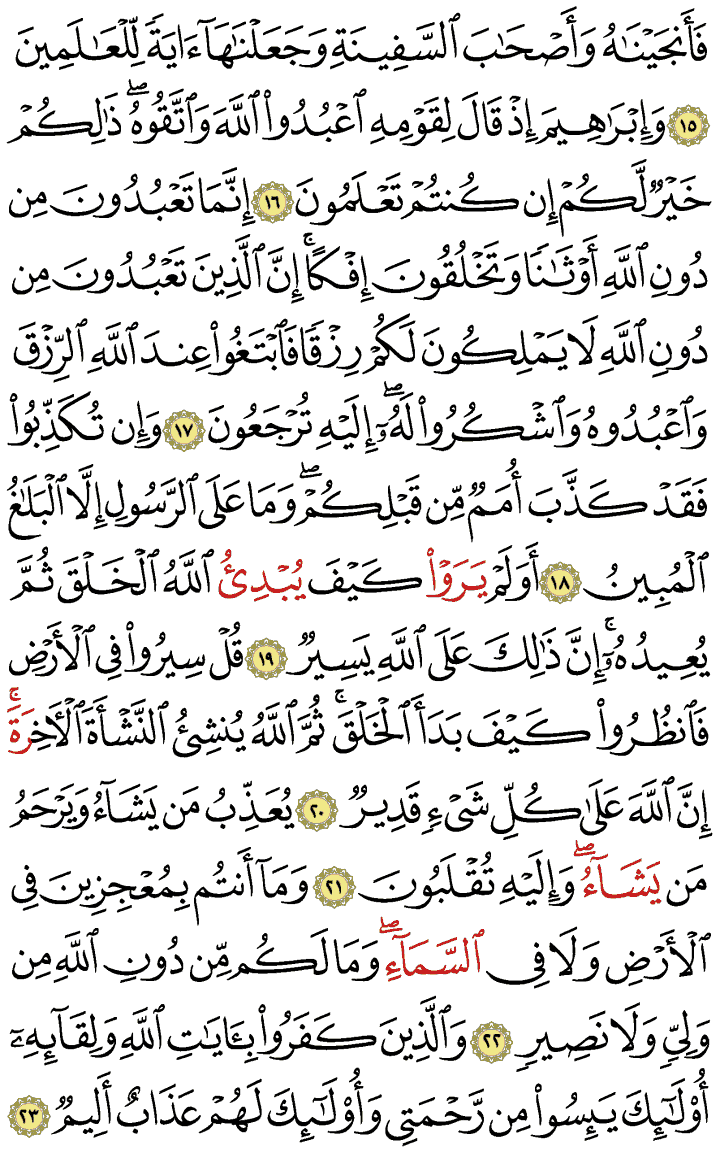 فَأَنجَيْنَٰهُ وَأَصْحَٰبَ ٱلسَّفِينَةِ وَجَعَلْنَٰهَآ ءَايَةً لِّلْعَٰلَمِينَ
١٥ وَإِبْرَٰهِيمَ إِذْ قَالَ لِقَوْمِهِ ٱعْبُدُوا۟ ٱللَّهَ وَٱتَّقُوهُ ۖ ذَٰلِكُمْ
خَيْرٌ لَّكُمْ إِن كُنتُمْ تَعْلَمُونَ ١٦ إِنَّمَا تَعْبُدُونَ مِن
دُونِ ٱللَّهِ أَوْثَٰنًا وَتَخْلُقُونَ إِفْكًا ۚ إِنَّ ٱلَّذِينَ تَعْبُدُونَ مِن
دُونِ ٱللَّهِ لَا يَمْلِكُونَ لَكُمْ رِزْقًا فَٱبْتَغُوا۟ عِندَ ٱللَّهِ ٱلرِّزْقَ
وَٱعْبُدُوهُ وَٱشْكُرُوا۟ لَهُۥٓ ۖ إِلَيْهِ تُرْجَعُونَ ١٧ وَإِن تُكَذِّبُوا۟
فَقَدْ كَذَّبَ أُمَمٌ مِّن قَبْلِكُمْ ۖ وَمَا عَلَى ٱلرَّسُولِ إِلَّا ٱلْبَلَٰغُ
ٱلْمُبِينُ ١٨ أَوَلَمْ يَرَوْا۟ كَيْفَ يُبْدِئُ ٱللَّهُ ٱلْخَلْقَ ثُمَّ
يُعِيدُهُۥٓ ۚ إِنَّ ذَٰلِكَ عَلَى ٱللَّهِ يَسِيرٌ ١٩ قُلْ سِيرُوا۟ فِى ٱلْأَرْضِ
فَٱنظُرُوا۟ كَيْفَ بَدَأَ ٱلْخَلْقَ ۚ ثُمَّ ٱللَّهُ يُنشِئُ ٱلنَّشْأَةَ ٱلْأَخِرَةَ ۚ
إِنَّ ٱللَّهَ عَلَىٰ كُلِّ شَىْءٍ قَدِيرٌ ٢٠ يُعَذِّبُ مَن يَشَآءُ وَيَرْحَمُ
مَن يَشَآءُ ۖ وَإِلَيْهِ تُقْلَبُونَ ٢١ وَمَآ أَنتُم بِمُعْجِزِينَ فِى
ٱلْأَرْضِ وَلَا فِى ٱلسَّمَآءِ ۖ وَمَا لَكُم مِّن دُونِ ٱللَّهِ مِن
وَلِىٍّ وَلَا نَصِيرٍ ٢٢ وَٱلَّذِينَ كَفَرُوا۟ بِـَٔايَٰتِ ٱللَّهِ وَلِقَآئِهِۦٓ
أُو۟لَٰٓئِكَ يَئِسُوا۟ مِن رَّحْمَتِى وَأُو۟لَٰٓئِكَ لَهُمْ عَذَابٌ أَلِيمٌ ٢٣